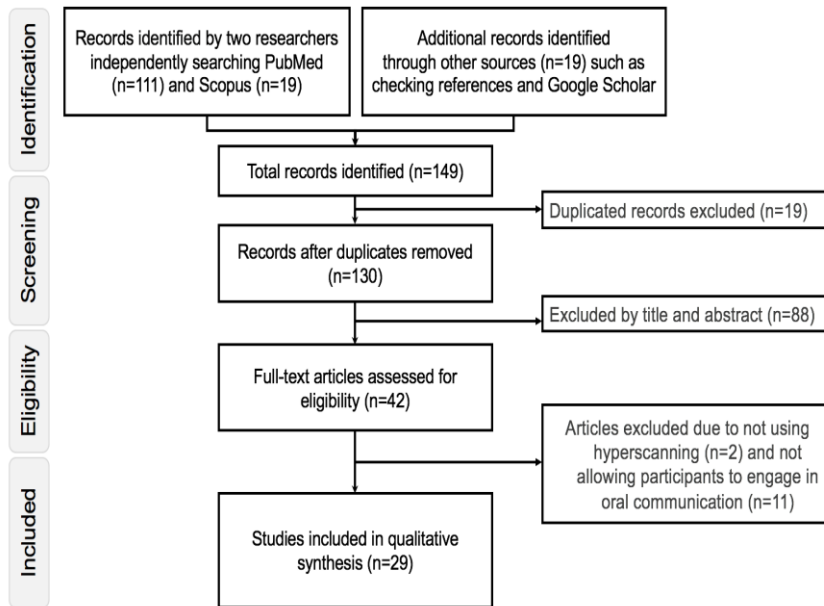 Identification
Records identified by two researchers
independently searching PubMed
(n=111) and Scopus (n=19)
Additional records identified
through other sources (n=19) such as
checking references and Google Scholar
Total records identified (n=149)
Screening
Duplicated records excluded (n=19)
Records after duplicates removed
(n=130)
Excluded by title and abstract (n=88)
Eligibility
Full-text articles assessed for
eligibility (n=42)
Articles excluded due to not using
hyperscanning (n=2) and not
allowing participants to engage in
oral communication (n=11)
Included
Studies included in qualitative
synthesis (n=29)